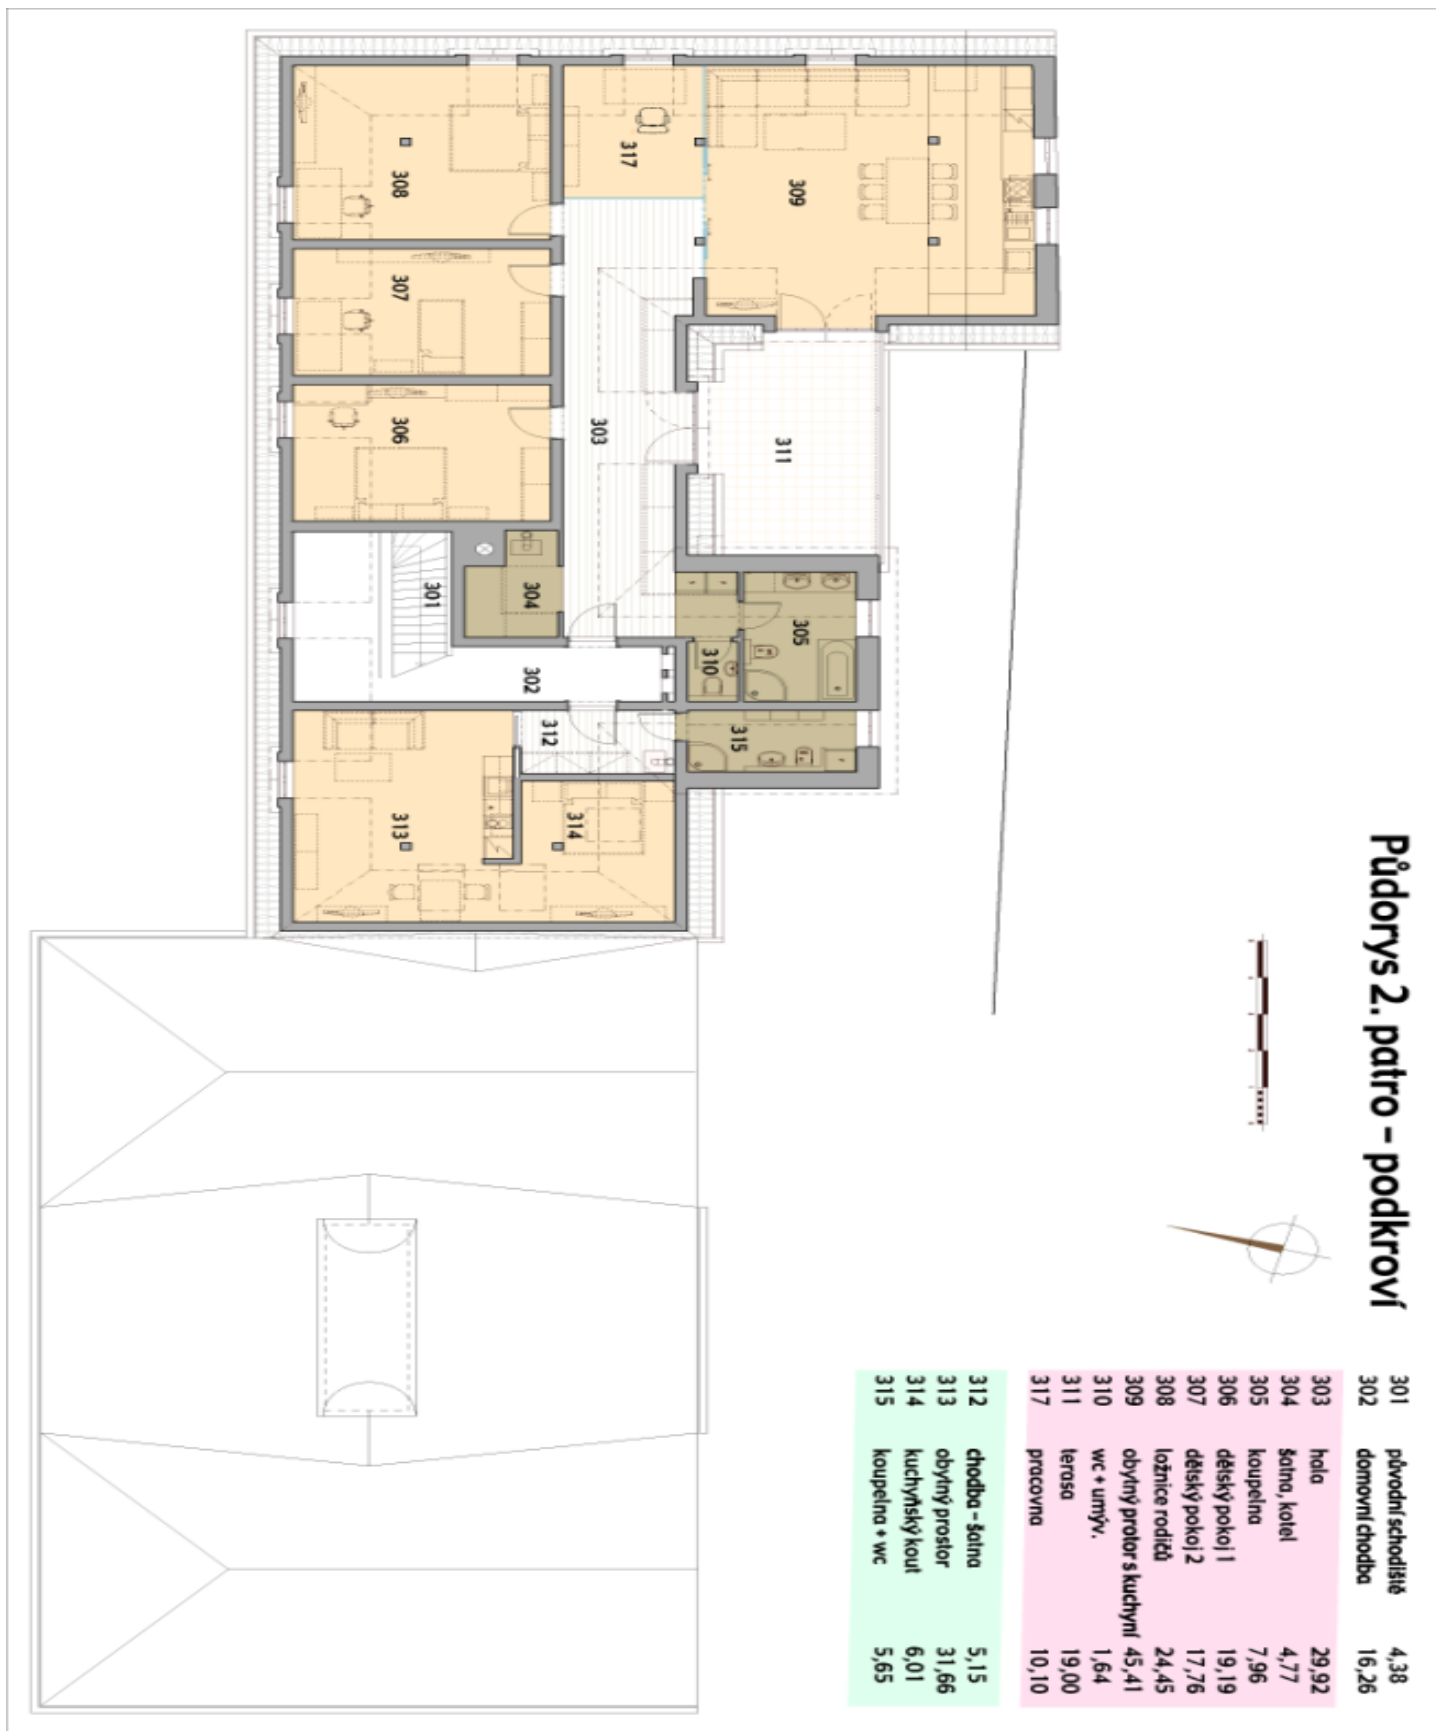 Půdorys 2. patro - podkroví
301 původní schodiště 4,38
302 domovní chodba 16,26
303 hala 29,92
304 šatna, kotel 4,77
305 koupelna 7,96
306 dětský pokoj 1 19,19
307 dětský pokoj 2 17,76
308 ložnice rodičů 24,45
309 obytný protor s kuchyní 45,41
310 wc + umýv. 1,64
311 terasa 19,00
317 pracovna 10,10
312 chodba - šatna 5,15
313 obytný prostor 31,66
314 kuchyňský kout 6,01
315 koupelna + wc 5,65
309
311
305
310
315
317
303
304
302
312
314
308
307
306
301
313